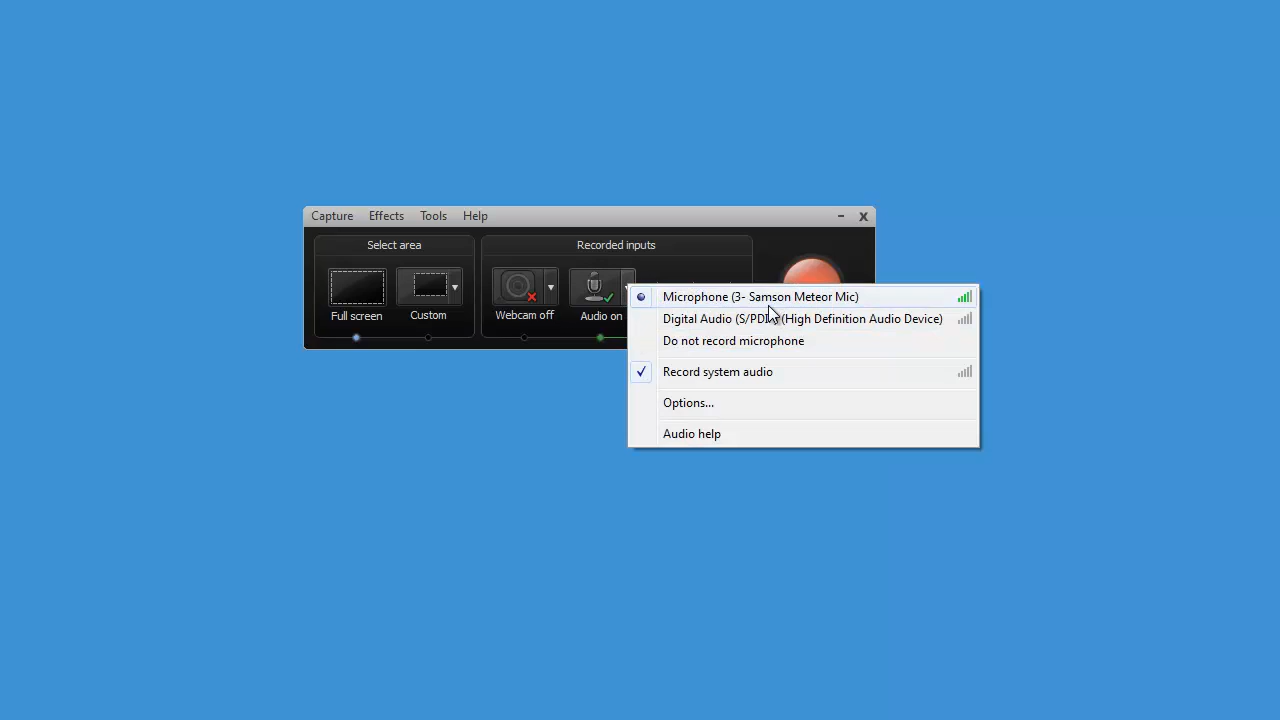 Capture Effects Tools Help
Select area
Recorded inputs
Full screen
Custom
Webcam off
Audio on
Microphone (3- Samson Meteor Mic)
Digital Audio (S/PDIF) (High Definition Audio Device)
Do not record microphone
Record system audio
Options...
Audio help